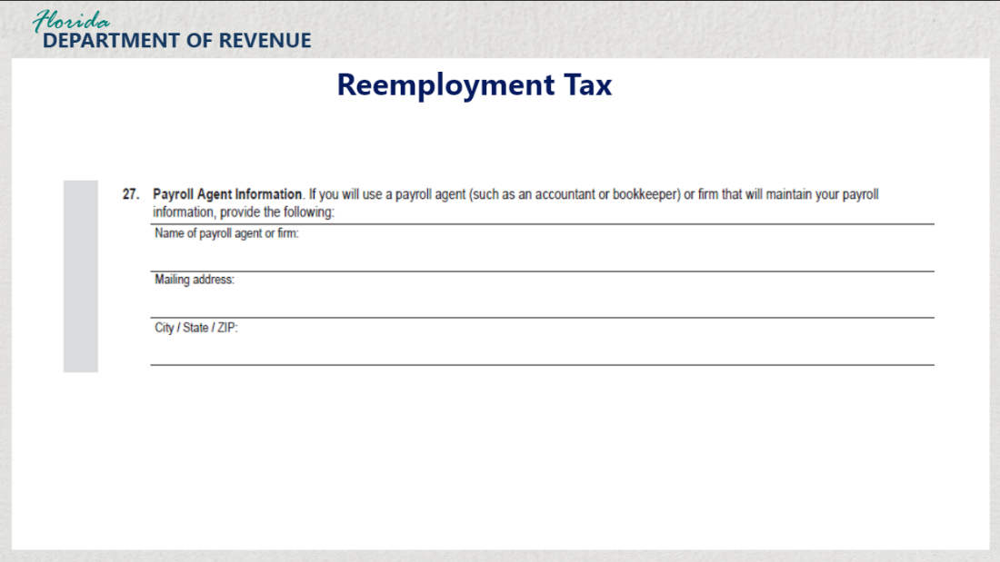 Florida
DEPARTMENT OF REVENUE
Reemployment Tax
27. Payroll Agent Information. If you will use a payroll agent (such as an accountant or bookkeeper) or firm that will maintain your payroll
information, provide the following:
Name of payroll agent or firm:
Mailing address:
City / State / ZIP: